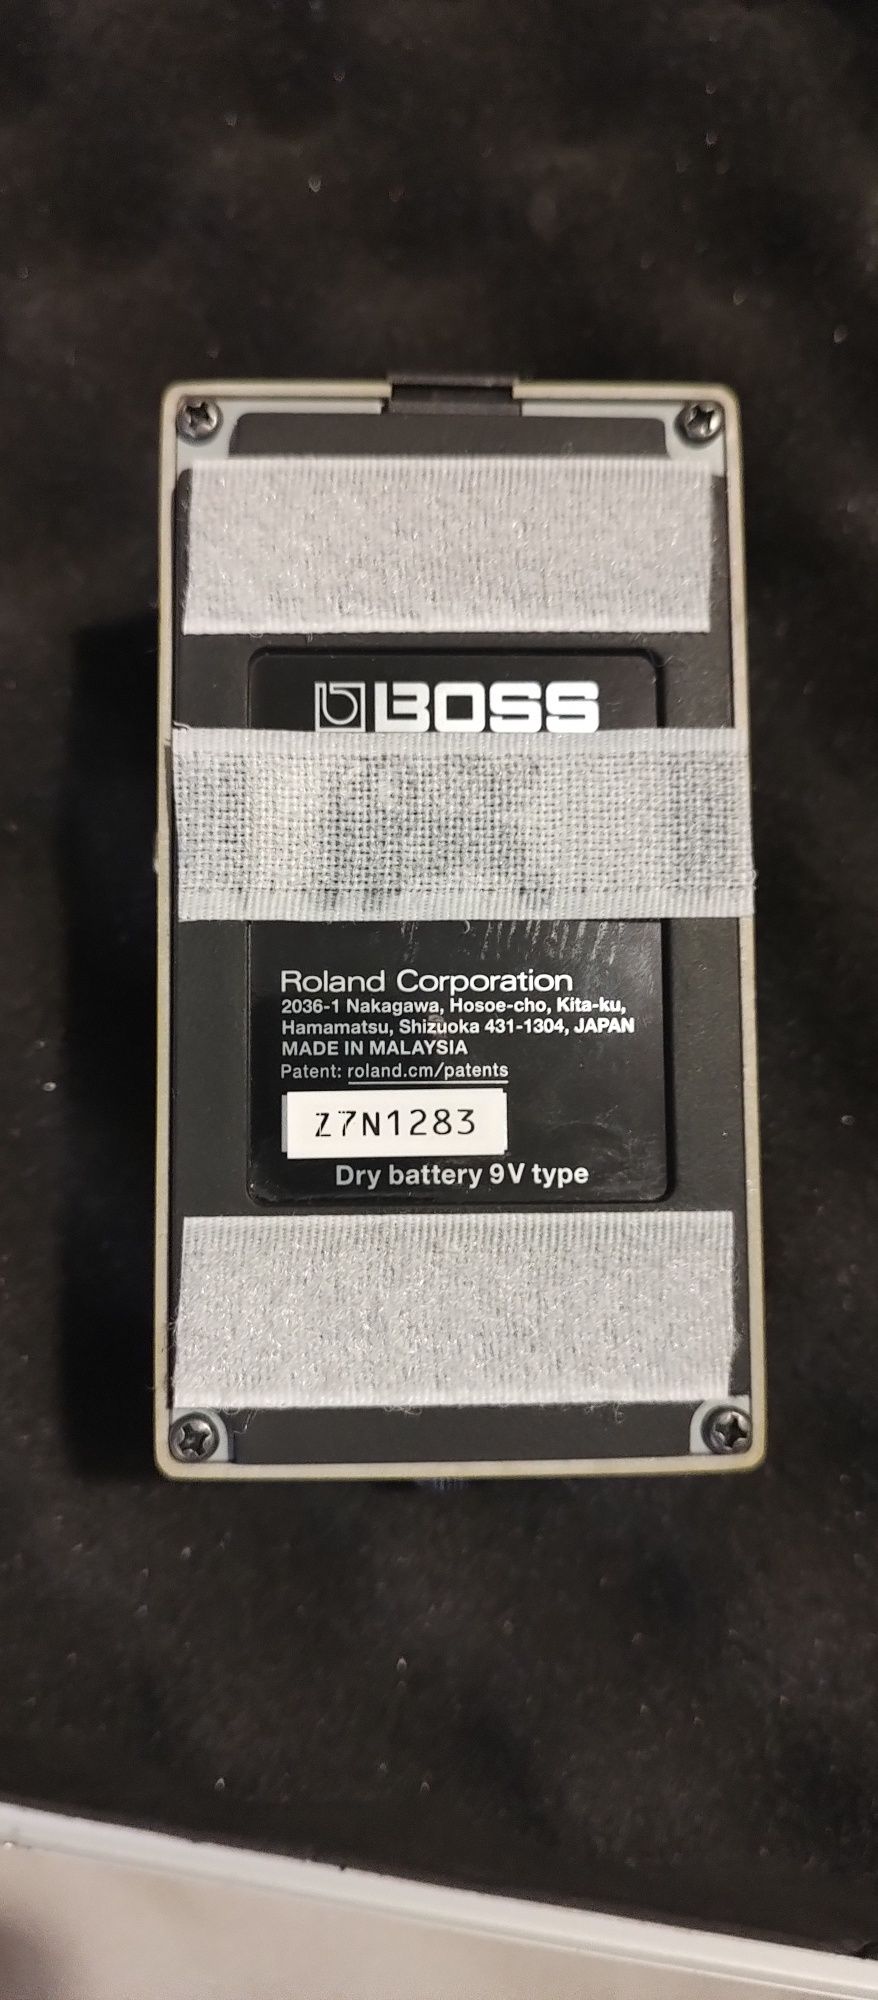 BOSS
Roland Corporation
2036-1 Nakagawa, Hosoe-cho, Kita-ku,
Hamamatsu, Shizuoka 431-1304, JAPAN
MADE IN MALAYSIA
Patent: roland.cm/patents
Z7N1283
Dry battery 9V type